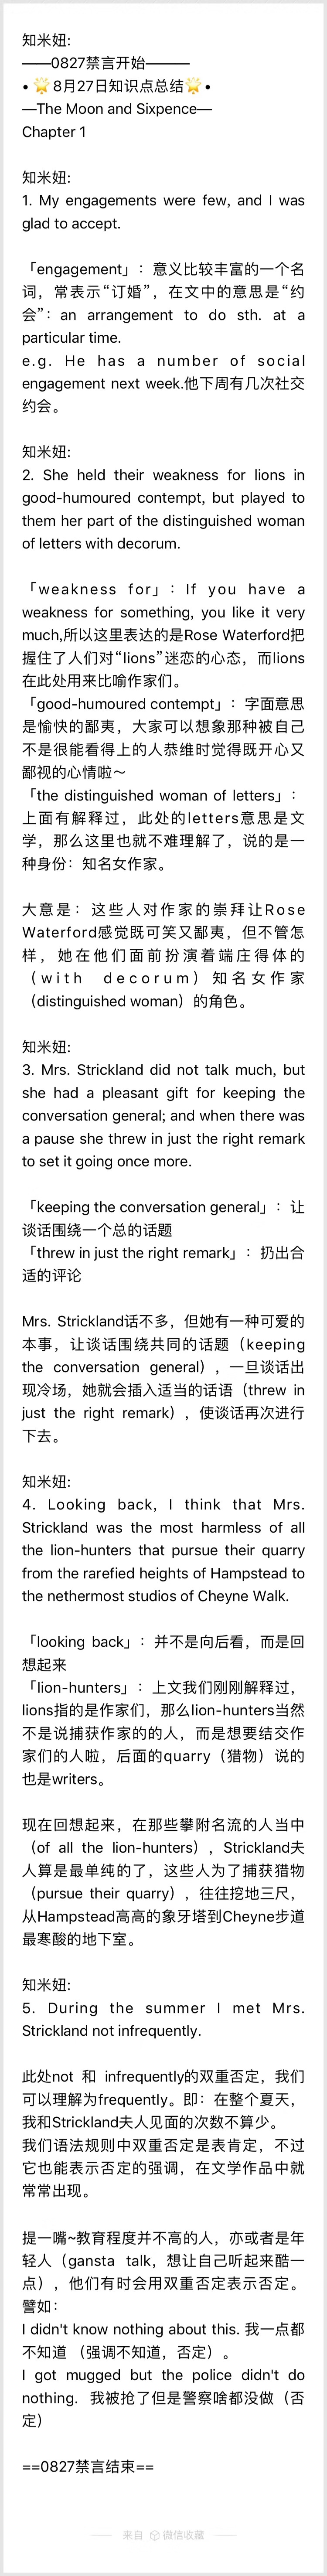 知米妞:
——0827禁言开始———
• 🌟8月27日知识点总结🌟•
—The Moon and Sixpence—
Chapter 1
知米妞:
1. My engagements were few, and I was
glad to accept.
「engagement」：意义比较丰富的一个名
词，常表示“订婚”，在文中的意思是“约
会”: an arrangement to do sth. at a
particular time.
e.g. He has a number of social
engagement next week.他下周有几次社交
约会。
知米妞:
2. She held their weakness for lions in
good-humoured contempt, but played to
them her part of the distinguished woman
of letters with decorum.
「weakness for」：If you have a
weakness for something, you like it very
much,所以这里表达的是Rose Waterford把
握住了人们对“lions”迷恋的心态，而lions
在此处用来比喻作家们。
「good-humoured contempt」：字面意思
是愉快的鄙夷，大家可以想象那种被自己
不是很能看得上的人恭维时觉得既开心又
鄙视的心情啦～
「the distinguished woman of letters」：
上面有解释过，此处的letters意思是文
学，那么这里也就不难理解了，说的是一
种身份：知名女作家。
大意是：这些人对作家的崇拜让Rose
Waterford感觉既可笑又鄙夷，但不管怎
样，她在他们面前扮演着端庄得体的
（with decorum）知名女作家
（distinguished woman）的角色。
知米妞:
3. Mrs. Strickland did not talk much, but
she had a pleasant gift for keeping the
conversation general; and when there was
a pause she threw in just the right remark
to set it going once more.
「keeping the conversation general」：让
谈话围绕一个总的话题
「threw in just the right remark」：扔出合
适的评论
Mrs. Strickland话不多，但她有一种可爱的
本事，让谈话围绕共同的话题（keeping
the conversation general），一旦谈话出
现冷场，她就会插入适当的话语（threw in
just the right remark），使谈话再次进行
下去。
知米妞:
4. Looking back, I think that Mrs.
Strickland was the most harmless of all
the lion-hunters that pursue their quarry
from the rarefied heights of Hampstead to
the nethermost studios of Cheyne Walk.
「looking back」：并不是向后看，而是回
想起来
「lion-hunters」：上文我们刚刚解释过，
lions指的是作家们，那么lion-hunters当然
不是说捕获作家的的人，而是想要结交作
家们的人啦，后面的quarry（猎物）说的
也是writers。
现在回想起来，在那些攀附名流的人当中
（of all the lion-hunters），Strickland夫
人算是最单纯的了，这些人为了捕获猎物
（pursue their quarry），往往挖地三尺，
从Hampstead高高的象牙塔到Cheyne步道
最寒酸的地下室。
知米妞:
5. During the summer I met Mrs.
Strickland not infrequently.
此处not 和 infrequently的双重否定，我们
可以理解为frequently。即：在整个夏天，
我和Strickland夫人见面的次数不算少。
我们语法规则中双重否定是表肯定，不过
它也能表示否定的强调，在文学作品中就
常常出现。
提一嘴~教育程度并不高的人，亦或者是年
轻人（gansta talk，想让自己听起来酷一
点），他们有时会用双重否定表示否定。
譬如：
I didn't know nothing about this. 我一点都
不知道 （强调不知道，否定）。
I got mugged but the police didn't do
nothing. 我被抢了但是警察啥都没做（否
定）
==0827禁言结束==
来自 微信收藏